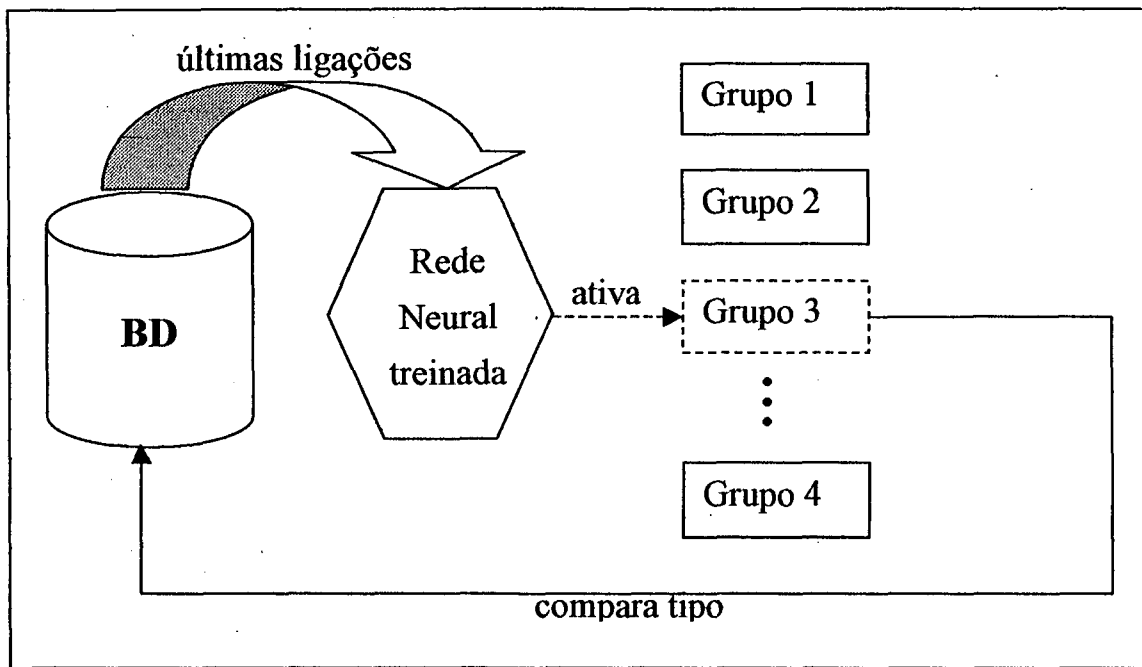 últimas ligações
Grupo 1
Grupo 2
BD
Rede
Neural
treinada
ativa
Grupo 3
Grupo 4
compara tipo